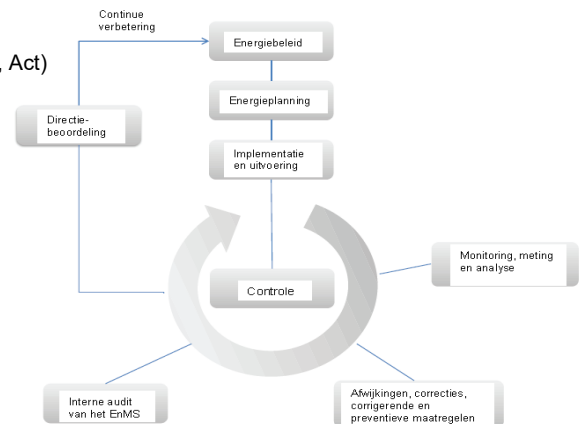 Continue
verbetering
, Act)
Energiebeleid
Energieplanning
Directie-
beoordeling
Implementatie
en uitvoering
Monitoring, meting
en analyse
Controle
Interne audit
van het EnMS
Afwijkingen, correcties,
corrigerende en
preventieve maatregelen